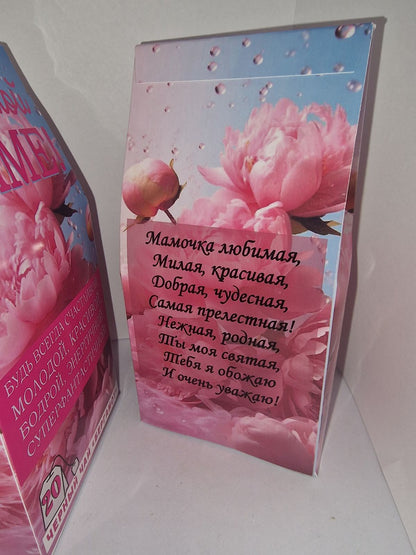 МАМЕ
БУДЬ ВСЕГДА
МОЛОДОЙ,
БОДРОЙ,
20
Мамочка любимая,
Милая, красивая,
Добрая, чудесная,
Самая прелестная!
Нежная, родная,
Ты моя святая,
Тебя я обожаю
И очень уважаю!